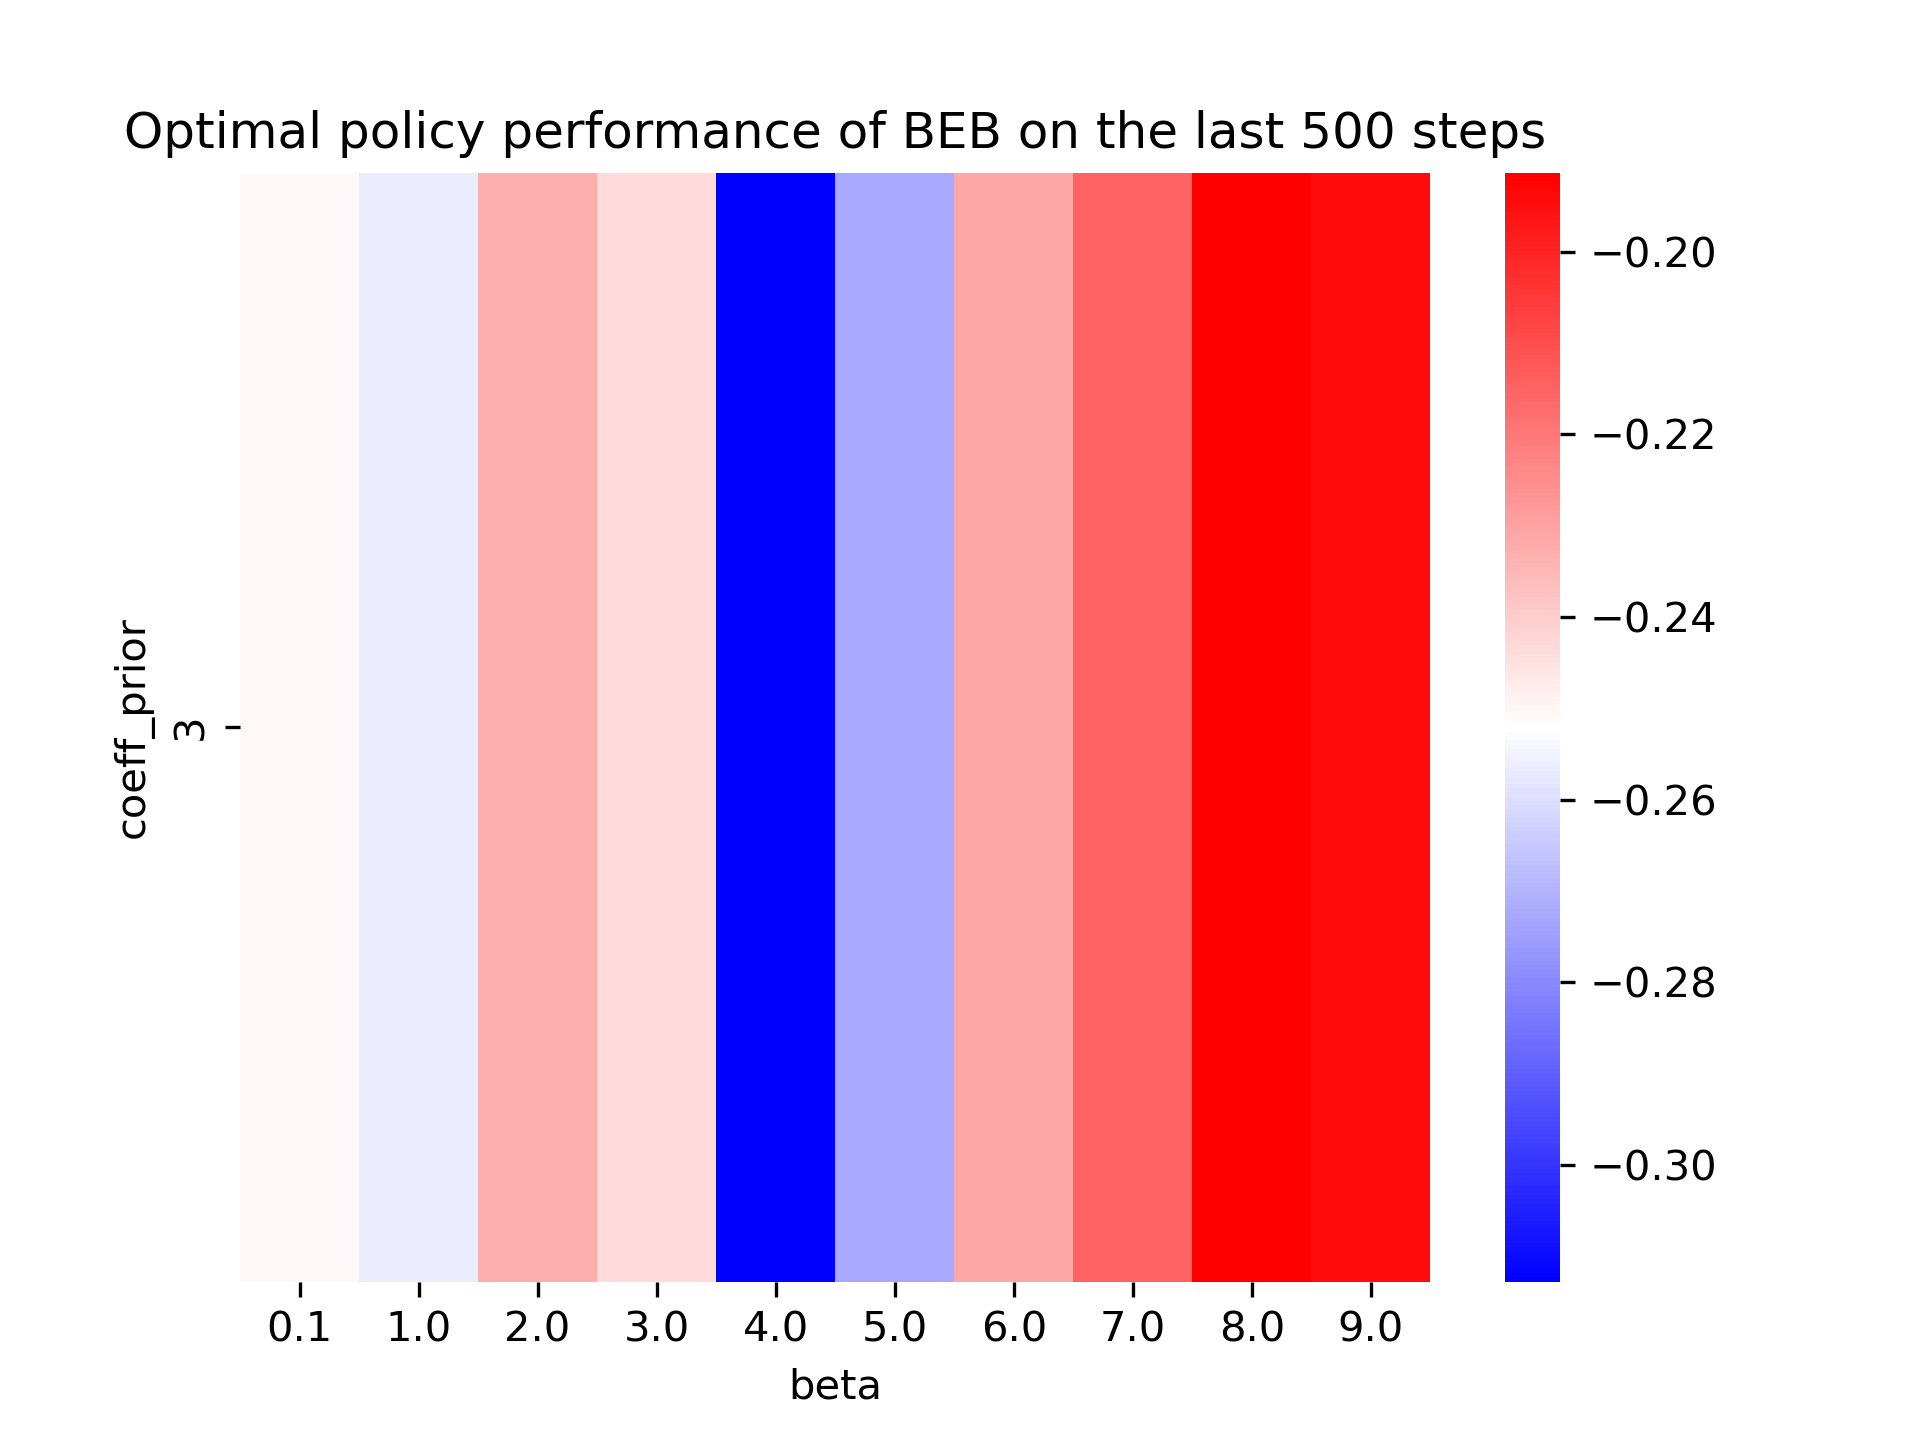 Optimal policy performance of BEB on the last 500 steps
coeff_prior
3
0.1 1.0 2.0 3.0 4.0 5.0 6.0 7.0 8.0 9.0
beta
−0.20
−0.22
−0.24
−0.26
−0.28
−0.30